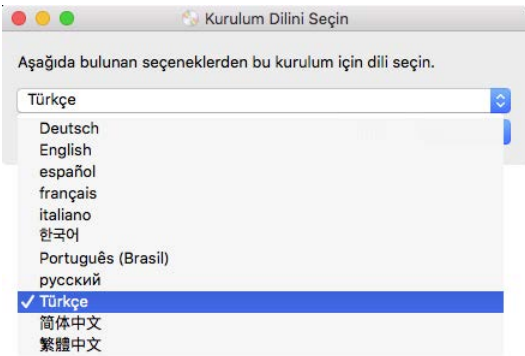 Kurulum Dilini Seçin
Aşağıda bulunan seçeneklerden bu kurulum için dili seçin.
Türkçe
Deutsch
English
español
français
italiano
한국어
Português (Brasil)
русский
✓ Türkçe
简体中文
繁體中文